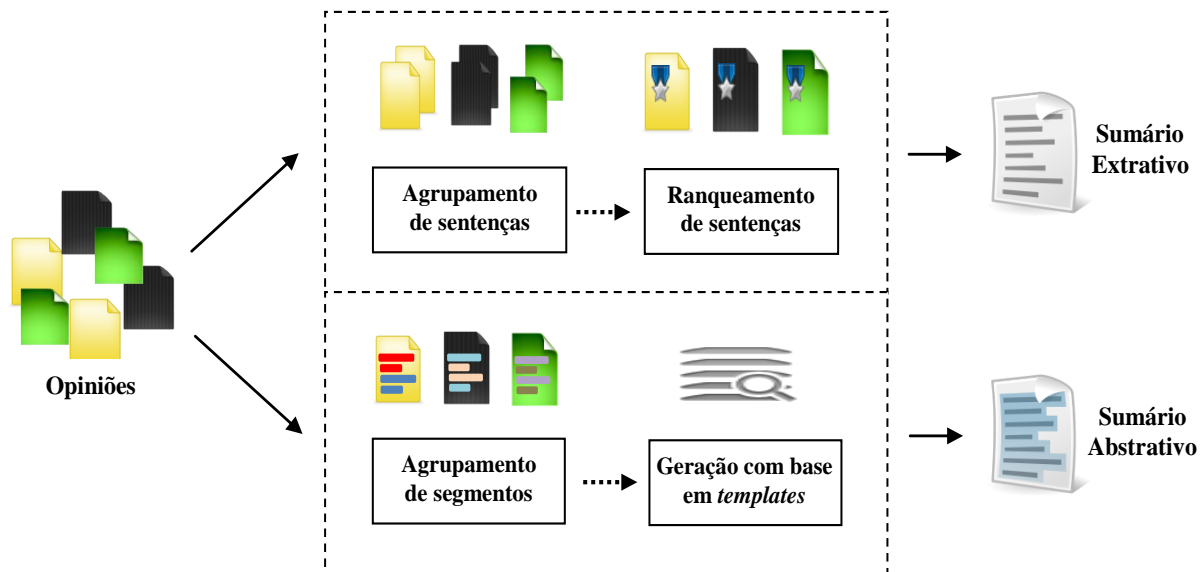 Opiniões
Agrupamento
de sentenças
Ranqueamento
de sentenças
Sumário
Extrativo
Agrupamento
de segmentos
Geração com base
em templates
Sumário
Abstrativo